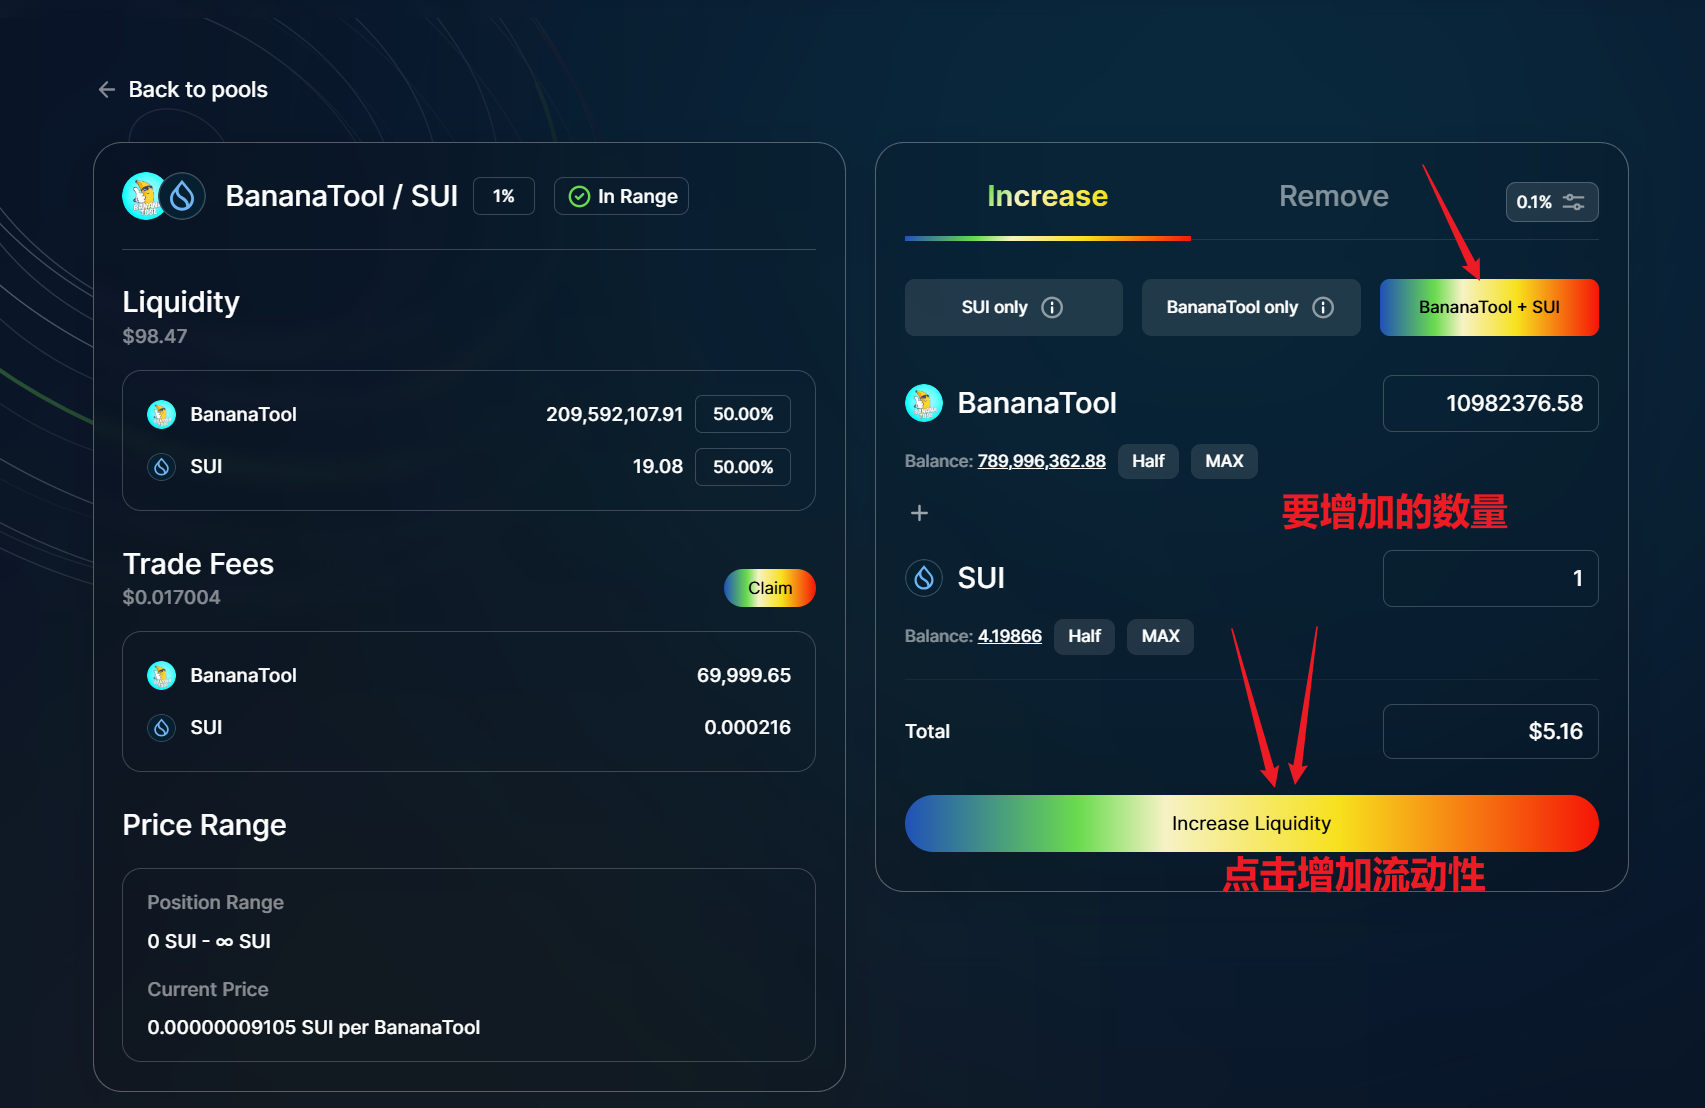 Back to pools
BananaTool / SUI
1%
In Range
Liquidity
$98.47
BananaTool
209,592,107.91
50.00%
SUI
19.08
50.00%
Trade Fees
$0.017004
Claim
BananaTool
69,999.65
SUI
0.000216
Price Range
Position Range
0 SUI - ∞ SUI
Current Price
0.00000009105 SUI per BananaTool
Increase
Remove
0.1%
SUI only
BananaTool only
BananaTool + SUI
BananaTool
10982376.58
Balance: 789,996,362.88
Half
MAX
要增加的数量
+
SUI
1
Balance: 4.19866
Half
MAX
Total
$5.16
Increase Liquidity
点击增加流动性